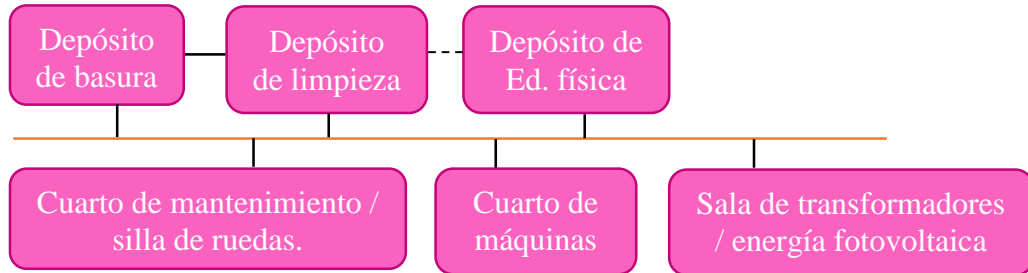 Depósito
de basura
Depósito
de limpieza
Depósito de
Ed. física
Cuarto de mantenimiento /
silla de ruedas.
Cuarto de
máquinas
Sala de transformadores
/ energía fotovoltaica